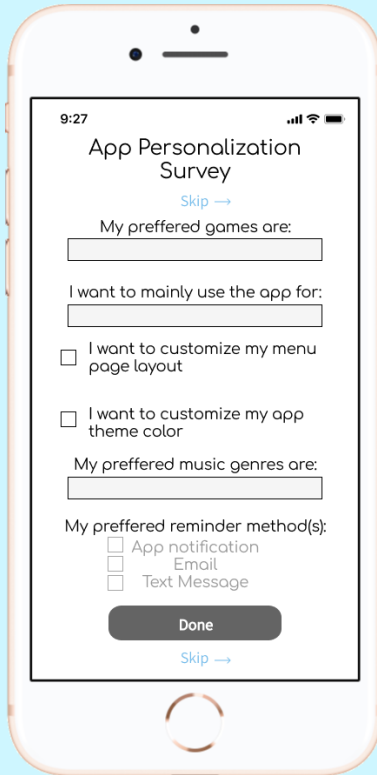 9:27
App Personalization
Survey
Skip →
My preffered games are:
I want to mainly use the app for:
I want to customize my menu
page layout
I want to customize my app
theme color
My preffered music genres are:
My preffered reminder method(s):
App notification
Email
Text Message
Done
Skip →